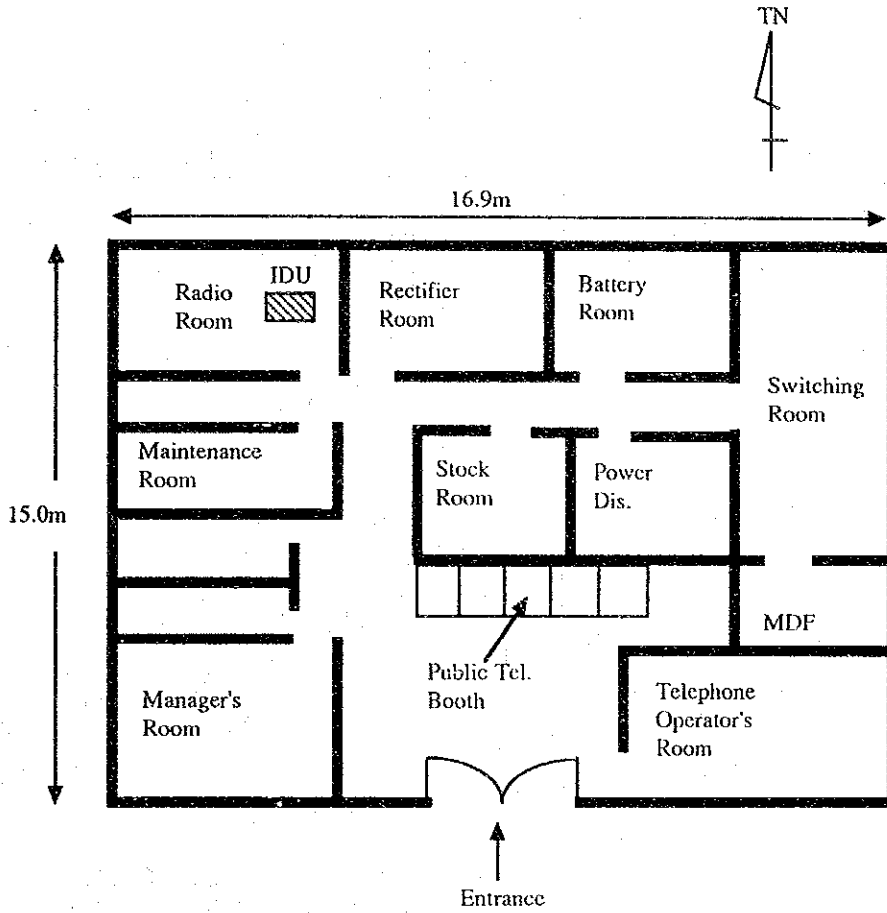 TN
16.9m
IDU
Radio
Room
Rectifier
Room
Battery
Room
Switching
Room
Maintenance
Room
Stock
Room
Power
Dis.
15.0m
MDF
Public Tel.
Booth
Manager's
Room
Telephone
Operator's
Room
Entrance